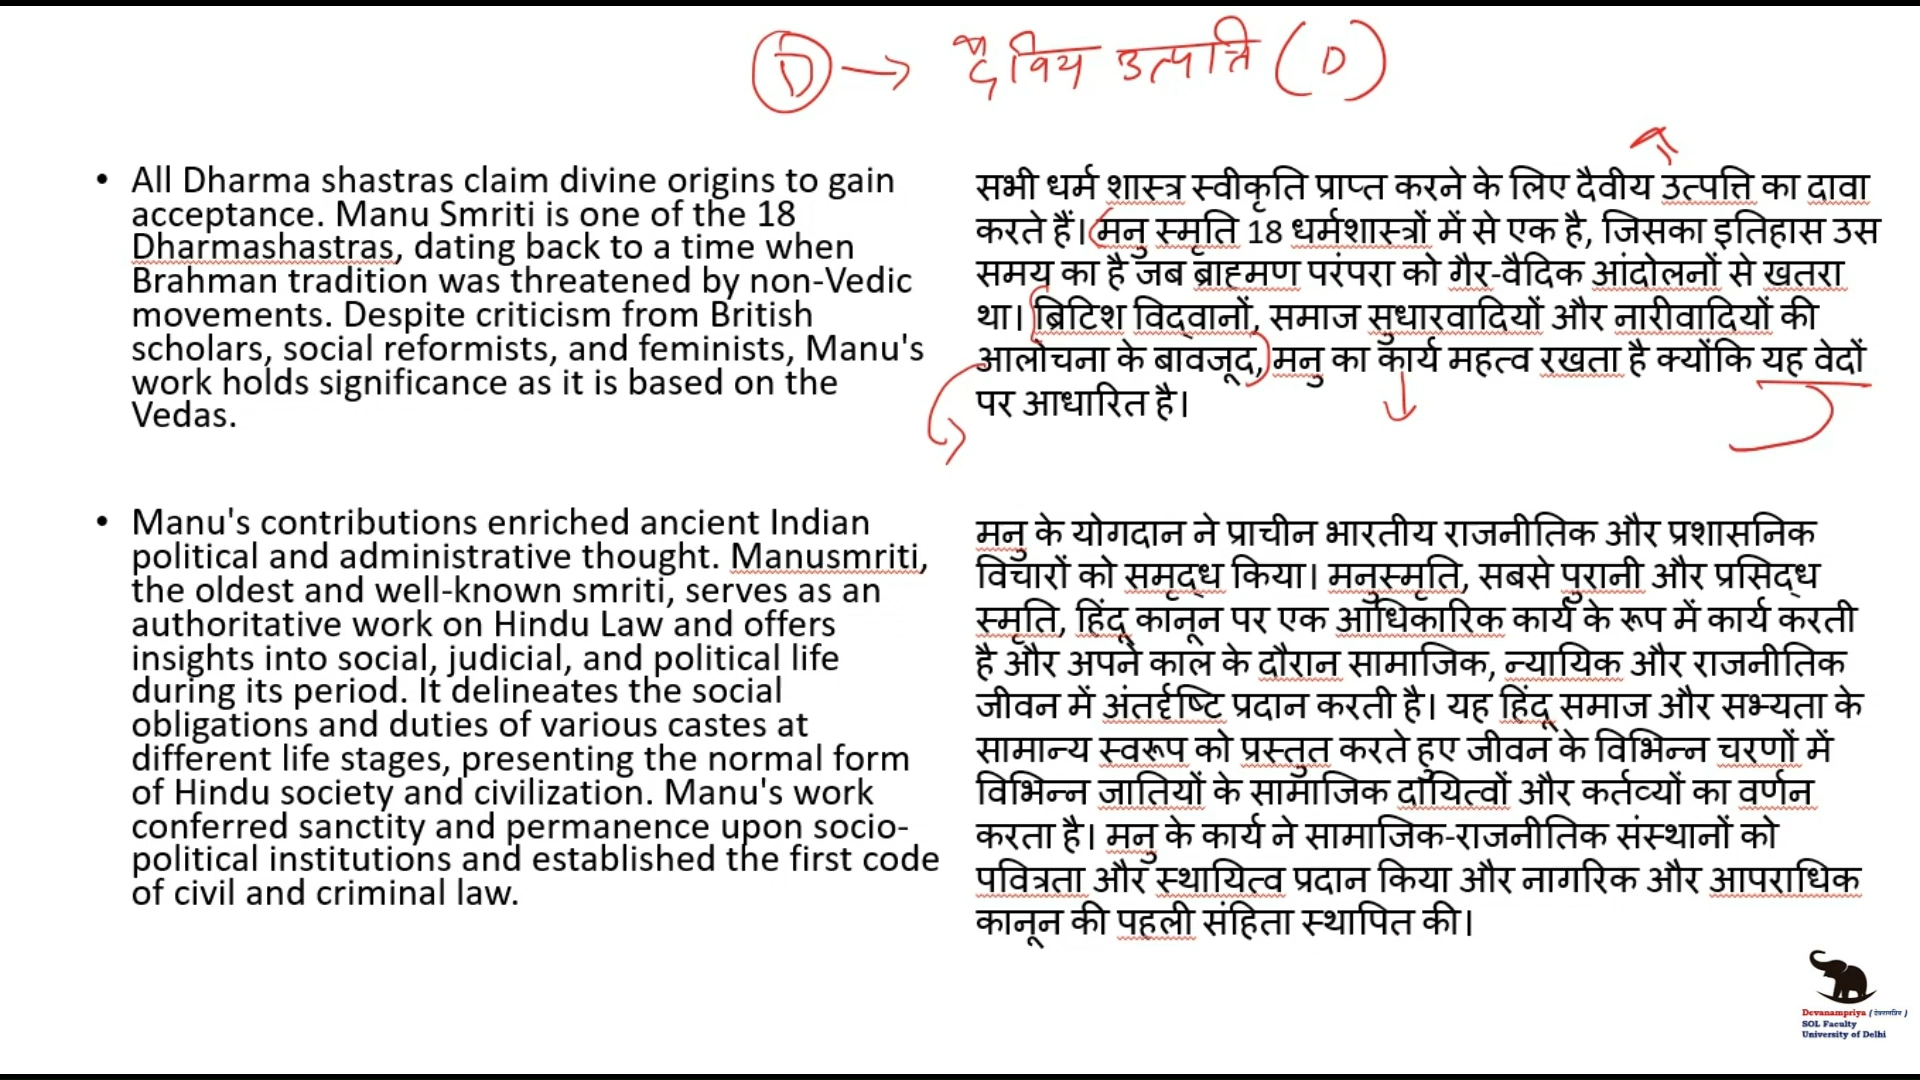 D → दैविय उत्पत्ति (D)
• All Dharma shastras claim divine origins to gain
acceptance. Manu Smriti is one of the 18
Dharmashastras, dating back to a time when
Brahman tradition was threatened by non-Vedic
movements. Despite criticism from British
scholars, social reformists, and feminists, Manu's
work holds significance as it is based on the
Vedas.
• Manu's contributions enriched ancient Indian
political and administrative thought. Manusmriti,
the oldest and well-known smriti, serves as an
authoritative work on Hindu Law and offers
insights into social, judicial, and political life
during its period. It delineates the social
obligations and duties of various castes at
different life stages, presenting the normal form
of Hindu society and civilization. Manu's work
conferred sanctity and permanence upon socio-
political institutions and established the first code
of civil and criminal law.
सभी धर्म शास्त्र स्वीकृति प्राप्त करने के लिए दैवीय उत्पत्ति का दावा
करते हैं। मनु स्मृति 18 धर्मशास्त्रों में से एक है, जिसका इतिहास उस
समय का है जब ब्राह्मण परंपरा को गैर-वैदिक आंदोलनों से खतरा
था। ब्रिटिश विद्वानों, समाज सुधारवादियों और नारीवादियों की
आलोचना के बावजूद, मनु का कार्य महत्व रखता है क्योंकि यह वेदों
पर आधारित है।
मनु के योगदान ने प्राचीन भारतीय राजनीतिक और प्रशासनिक
विचारों को समृद्ध किया। मनुस्मृति, सबसे पुरानी और प्रसिद्ध
स्मृति, हिंदू कानून पर एक आधिकारिक कार्य के रूप में कार्य करती
है और अपने काल के दौरान सामाजिक, न्यायिक और राजनीतिक
जीवन में अंतर्दृष्टि प्रदान करती है। यह हिंदू समाज और सभ्यता के
सामान्य स्वरूप को प्रस्तुत करते हुए जीवन के विभिन्न चरणों में
विभिन्न जातियों के सामाजिक दायित्वों और कर्तव्यों का वर्णन
करता है। मनु के कार्य ने सामाजिक-राजनीतिक संस्थानों को
पवित्रता और स्थायित्व प्रदान किया और नागरिक और आपराधिक
कानून की पहली संहिता स्थापित की।
Devanampriya (देवनामप्रिय)
SOL Faculty
University of Delhi